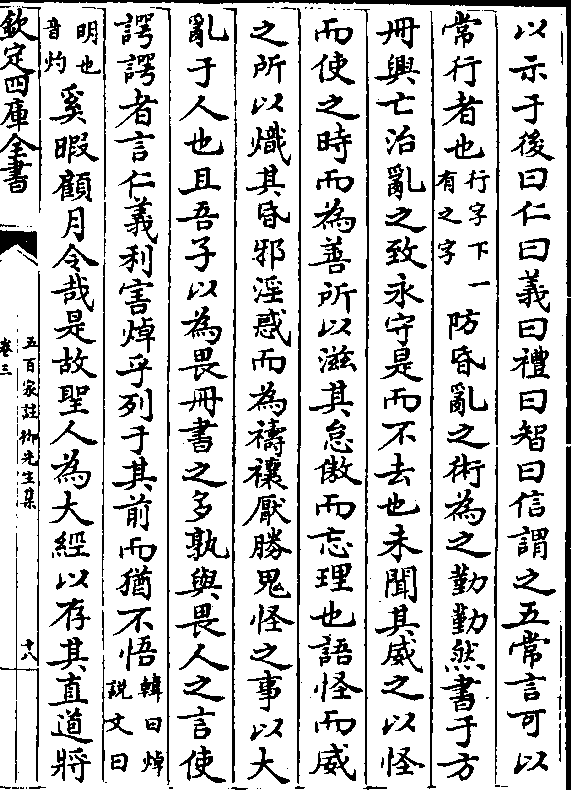 以示于後曰仁曰義曰禮曰智曰信謂之五常言可以
常行者也行字下一有之字防昏亂之術為之勤勤然書于方
冊興亡治亂之致永守是而不去也未聞其威之以怪
而使之時而為善所以滋其怠傲而忘理也語怪而威
之所以熾其昏邪淫惑而為禱禳厭勝鬼怪之事以大
亂于人也且吾子以為畏冊書之多孰與畏人之言使
諤諤者言仁義利害焯乎列于其前而猶不悟韓曰焯説文曰
明也音灼奚暇顧月令哉是故聖人為大經以存其直道將
欽定四庫全書
五百家註柳先生集
卷三
十八